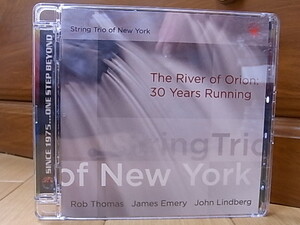 String Trio of New York
The River of Orion:
30 Years Running
String Trio
of New York
Rob Thomas James Emery John Lindberg
SINCE 1975...ONE STEP BEYOND